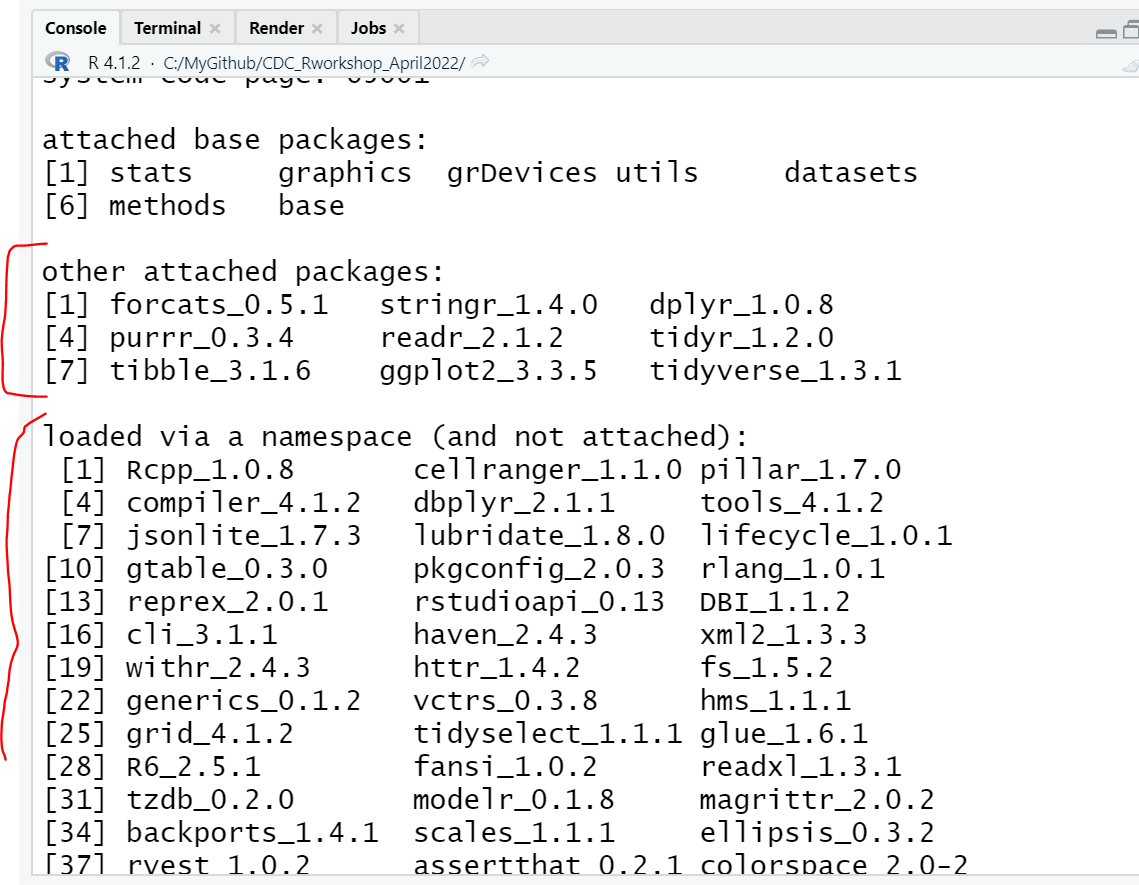 Console Terminal × Render × Jobs ×
R R 4.1.2 · C:/MyGithub/CDC_Rworkshop_April2022/
system code page: 65001
attached base packages:
[1] stats     graphics  grDevices utils     datasets
[6] methods   base
other attached packages:
[1] forcats_0.5.1   stringr_1.4.0   dplyr_1.0.8
[4] purrr_0.3.4     readr_2.1.2     tidyr_1.2.0
[7] tibble_3.1.6    ggplot2_3.3.5   tidyverse_1.3.1
loaded via a namespace (and not attached):
[1] Rcpp_1.0.8       cellranger_1.1.0 pillar_1.7.0
[4] compiler_4.1.2   dbplyr_2.1.1     tools_4.1.2
[7] jsonlite_1.7.3   lubridate_1.8.0  lifecycle_1.0.1
[10] gtable_0.3.0     pkgconfig_2.0.3  rlang_1.0.1
[13] reprex_2.0.1     rstudioapi_0.13  DBI_1.1.2
[16] cli_3.1.1        haven_2.4.3      xml2_1.3.3
[19] withr_2.4.3      httr_1.4.2       fs_1.5.2
[22] generics_0.1.2   vctrs_0.3.8      hms_1.1.1
[25] grid_4.1.2       tidyselect_1.1.1 glue_1.6.1
[28] R6_2.5.1         fansi_1.0.2      readxl_1.3.1
[31] tzdb_0.2.0       modelr_0.1.8     magrittr_2.0.2
[34] backports_1.4.1  scales_1.1.1     ellipsis_0.3.2
[37] rvest_1.0.2      assertthat_0.2.1 colorspace_2.0-2